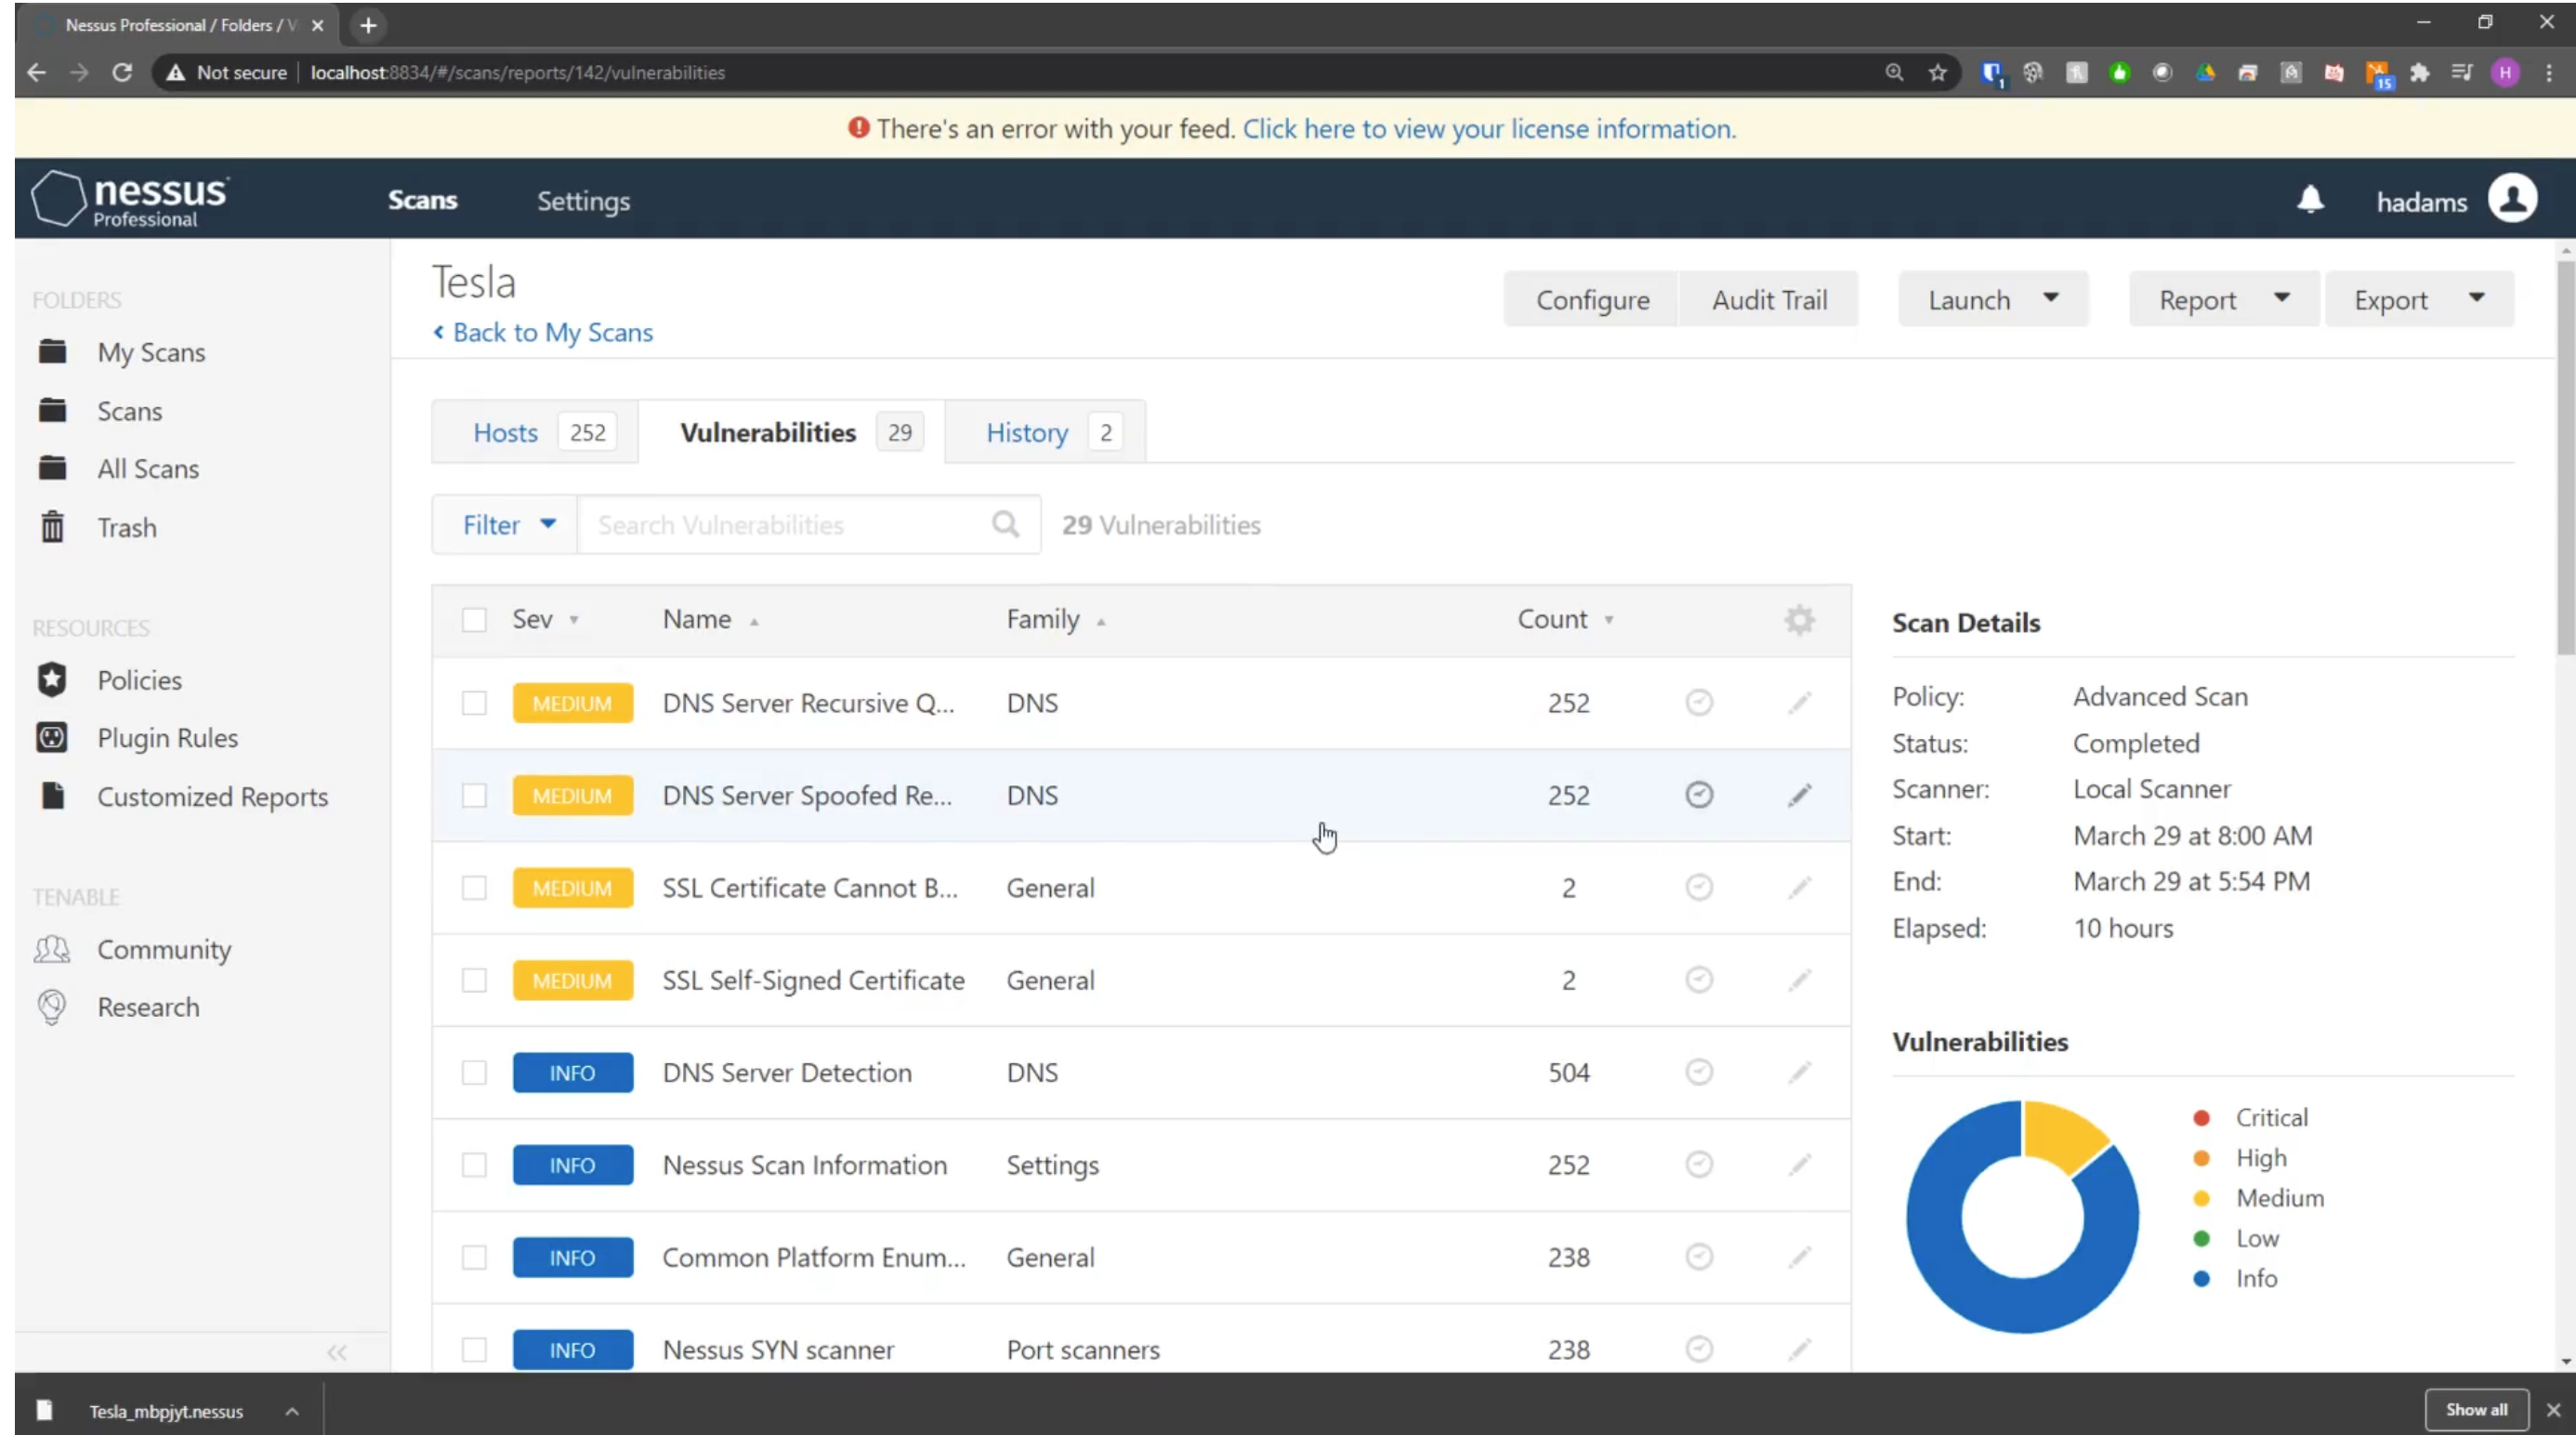 Nessus Professional / Folders / V
Not secure localhost:8834/#/scans/reports/142/vulnerabilities
1
15
H
There's an error with your feed. Click here to view your license information.
nessus
Professional
Scans
Settings
hadams
FOLDERS
My Scans
Scans
All Scans
Trash
RESOURCES
Policies
Plugin Rules
Customized Reports
TENABLE
Community
Research
Tesla
Back to My Scans
Configure
Audit Trail
Launch
Report
Export
Hosts 252
Vulnerabilities 29
History 2
Filter
Search Vulnerabilities
29 Vulnerabilities
Sev Name Family Count
MEDIUM DNS Server Recursive Q... DNS 252
MEDIUM DNS Server Spoofed Re... DNS 252
MEDIUM SSL Certificate Cannot B... General 2
MEDIUM SSL Self-Signed Certificate General 2
INFO DNS Server Detection DNS 504
INFO Nessus Scan Information Settings 252
INFO Common Platform Enum... General 238
INFO Nessus SYN scanner Port scanners 238
Scan Details
Policy: Advanced Scan
Status: Completed
Scanner: Local Scanner
Start: March 29 at 8:00 AM
End: March 29 at 5:54 PM
Elapsed: 10 hours
Vulnerabilities
Critical
High
Medium
Low
Info
Tesla_mbpjyt.nessus
Show all